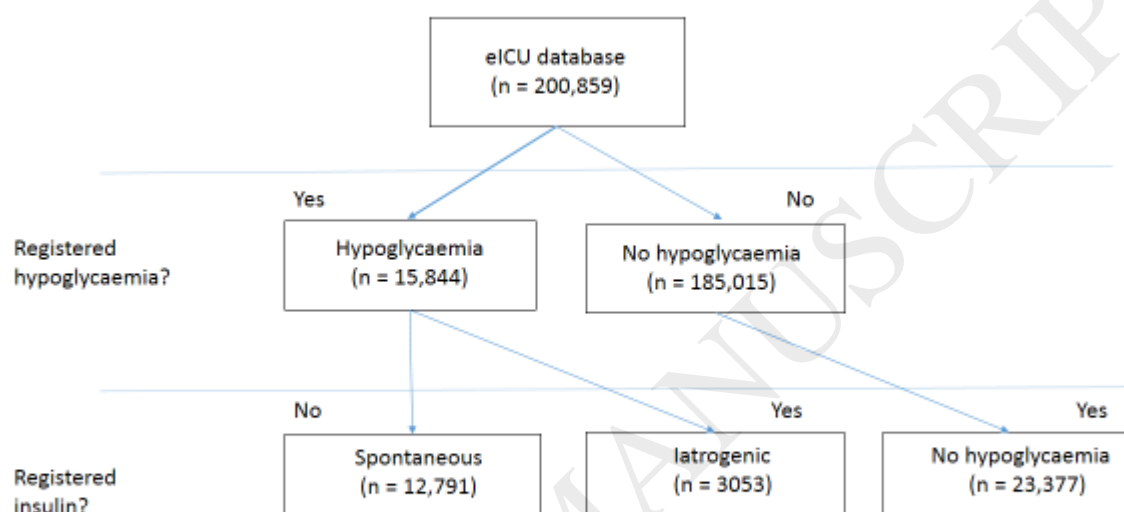 eICU database
(n = 200,859)
Yes
No
Registered
hypoglycaemia?
Hypoglycaemia
(n = 15,844)
No hypoglycaemia
(n = 185,015)
No
Yes
Yes
Registered
insulin?
Spontaneous
(n = 12,791)
Iatrogenic
(n = 3053)
No hypoglycaemia
(n = 23,377)
MANUSCRIP